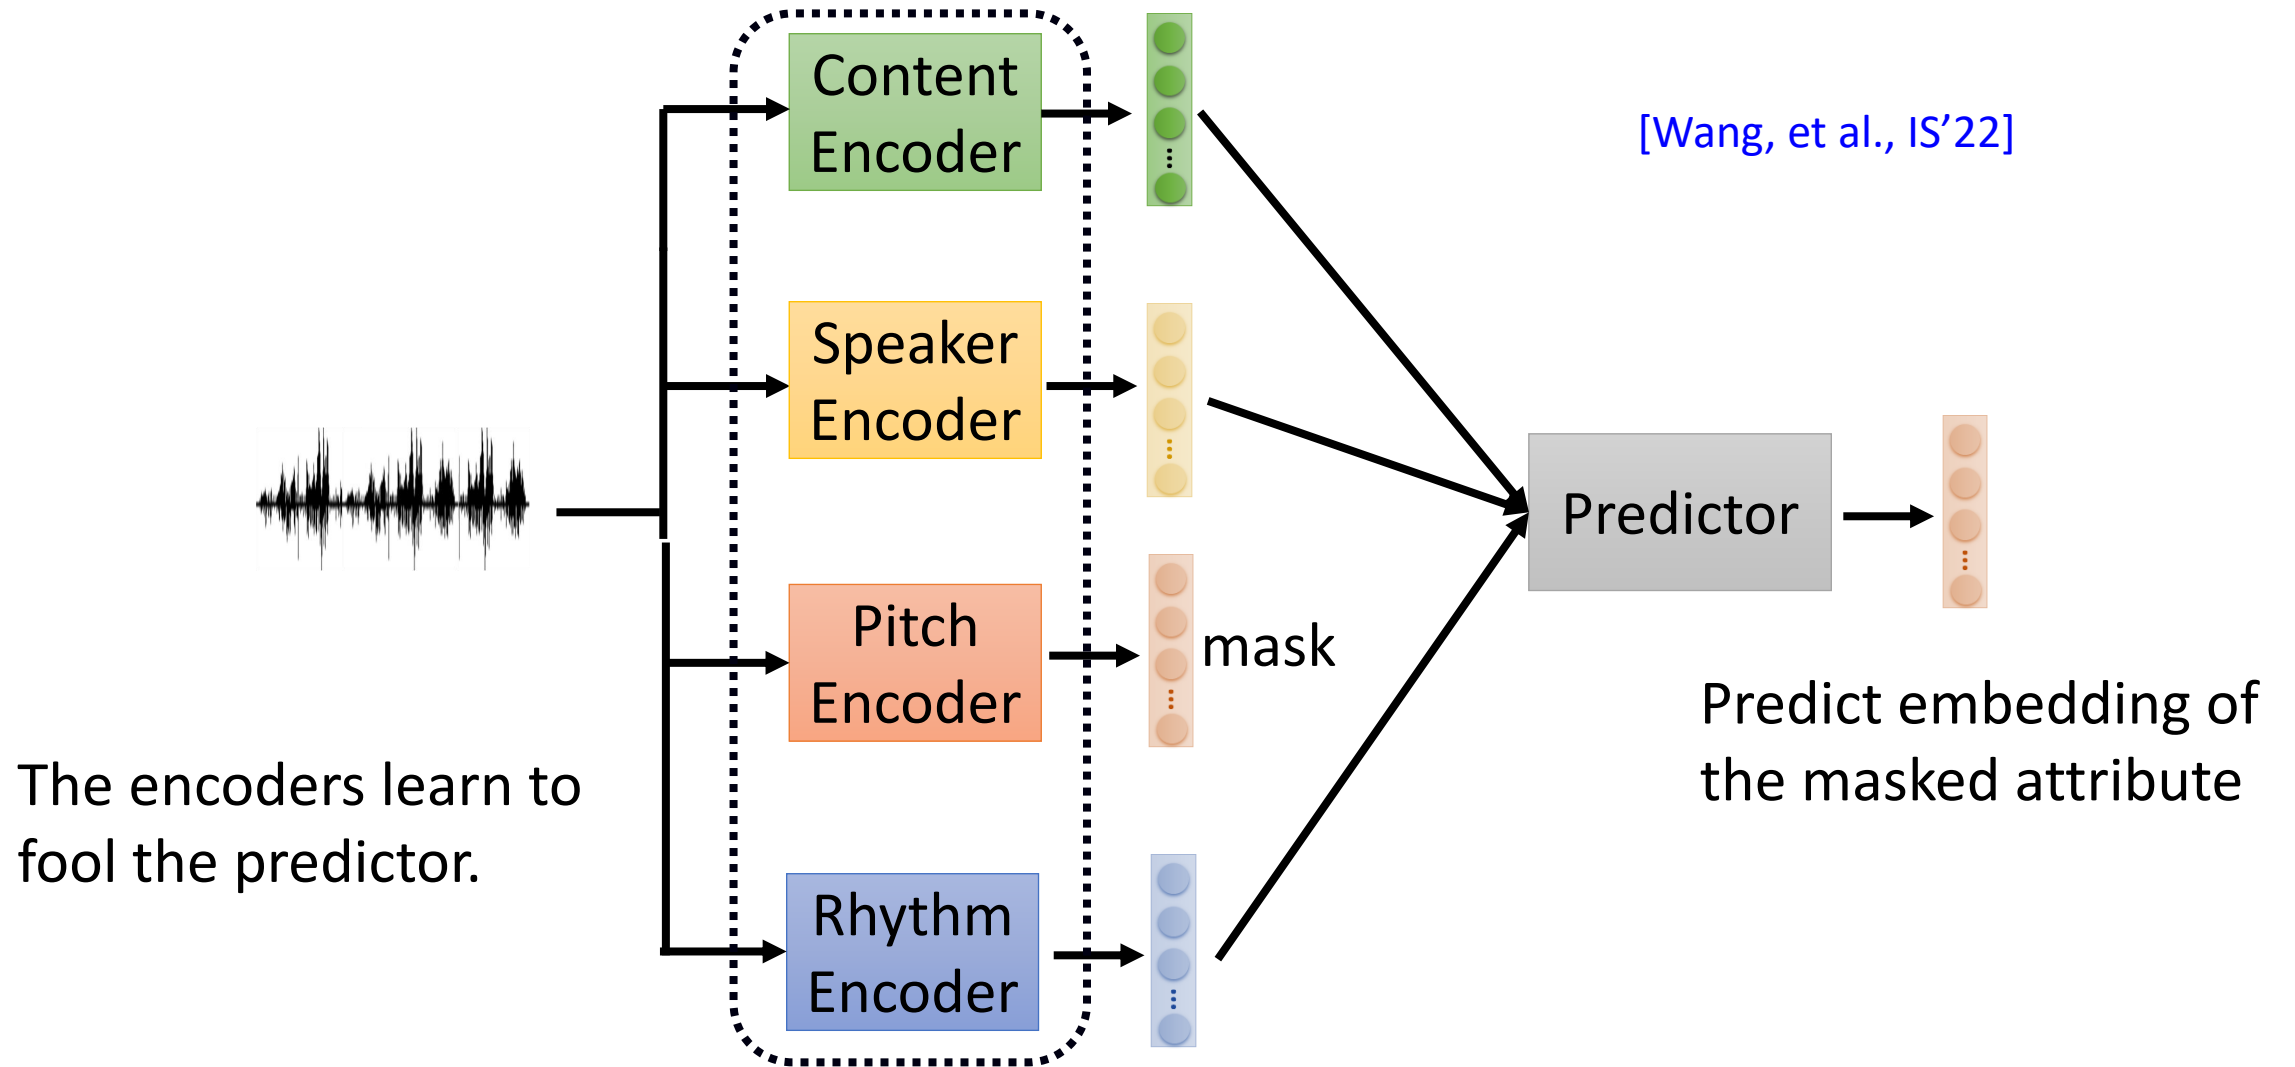 Content
Encoder
[Wang, et al., IS’22]
Speaker
Encoder
Predictor
Pitch
Encoder
mask
Predict embedding of
the masked attribute
The encoders learn to
fool the predictor.
Rhythm
Encoder